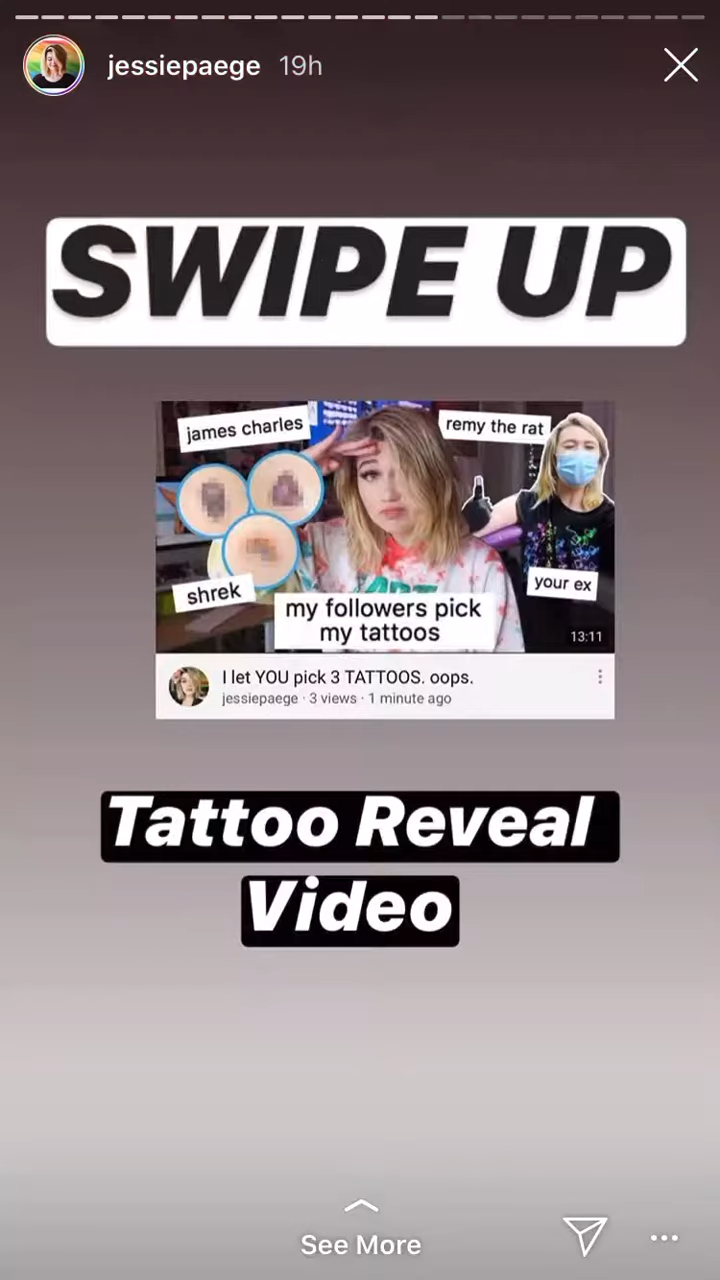 jessiepaege 19h
SWIPE UP
james charles
remy the rat
shrek
your ex
my followers pick
my tattoos
13:11
I let YOU pick 3 TATTOOS. oops.
jessiepaege · 3 views · 1 minute ago
Tattoo Reveal
Video
See More